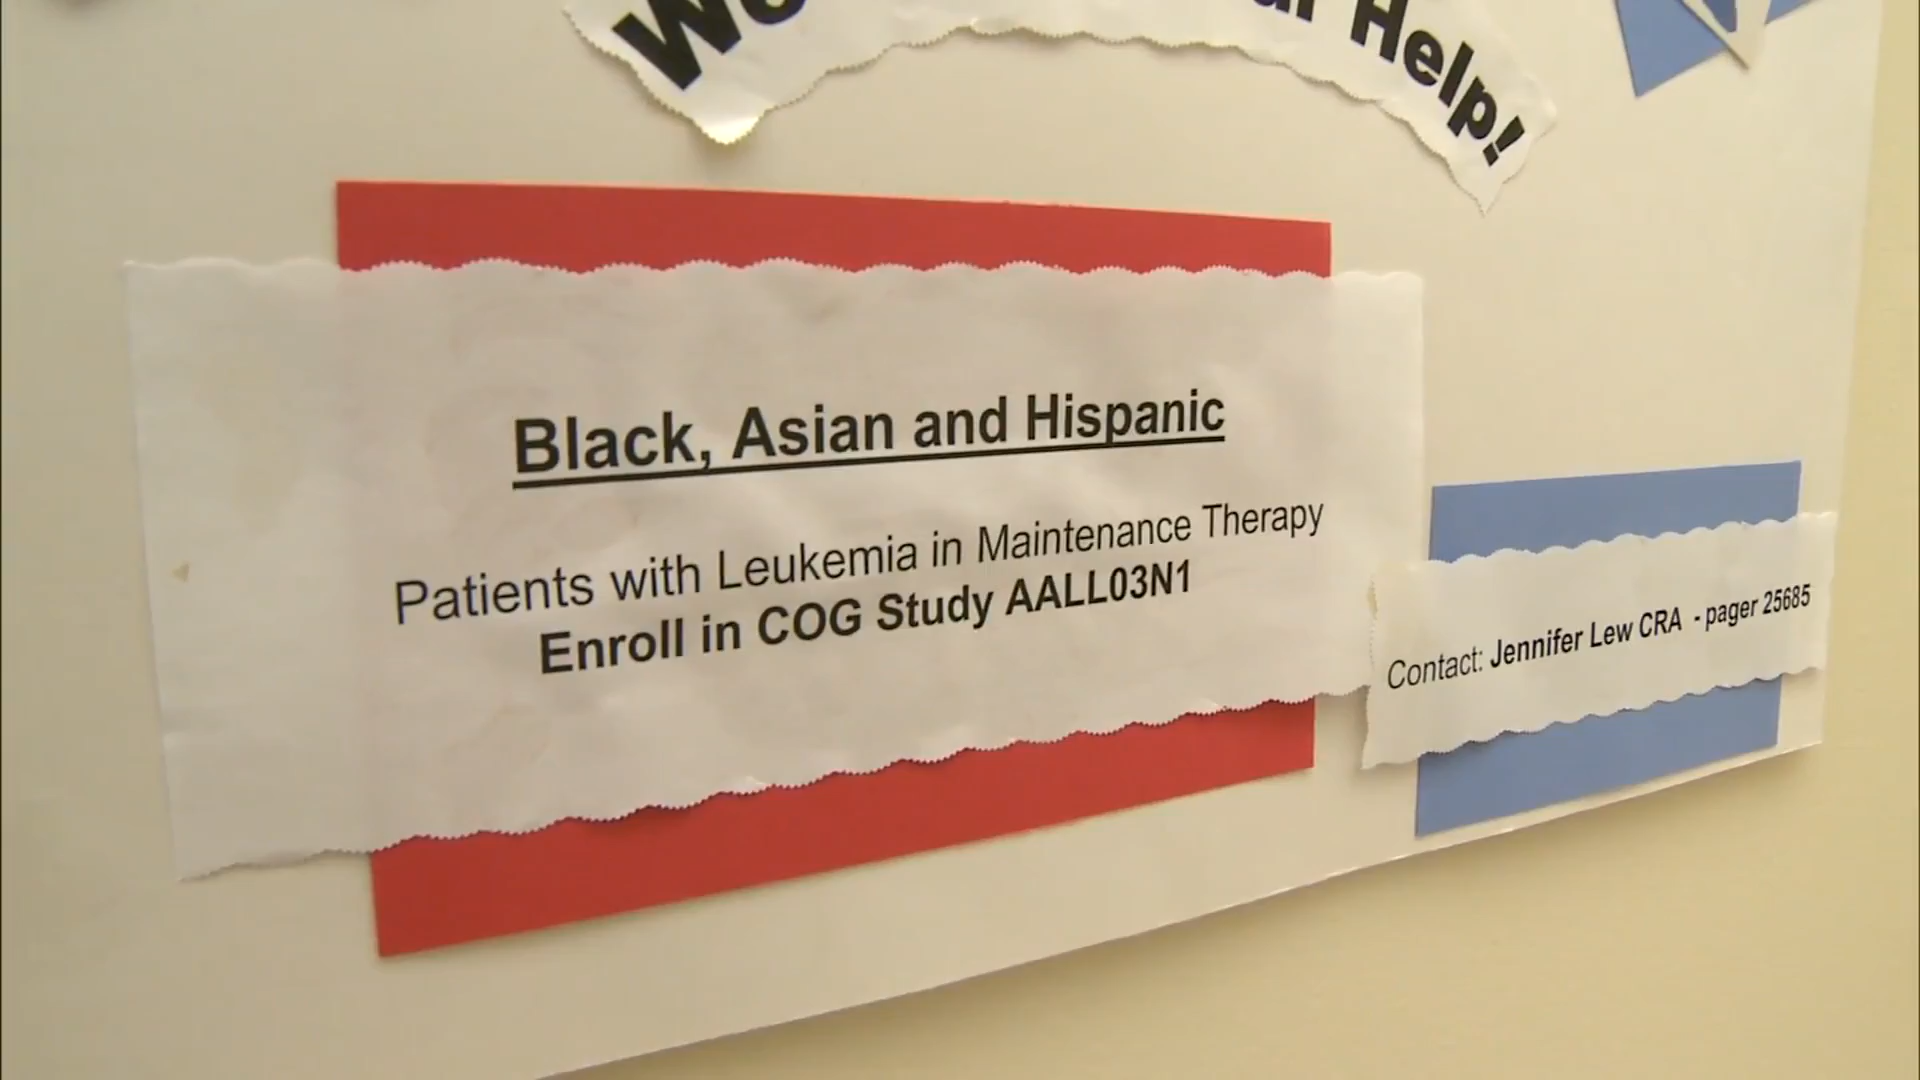 Help!
Black, Asian and Hispanic
Patients with Leukemia in Maintenance Therapy
Enroll in COG Study AALL03N1
Contact: Jennifer Lew CRA - pager 25685